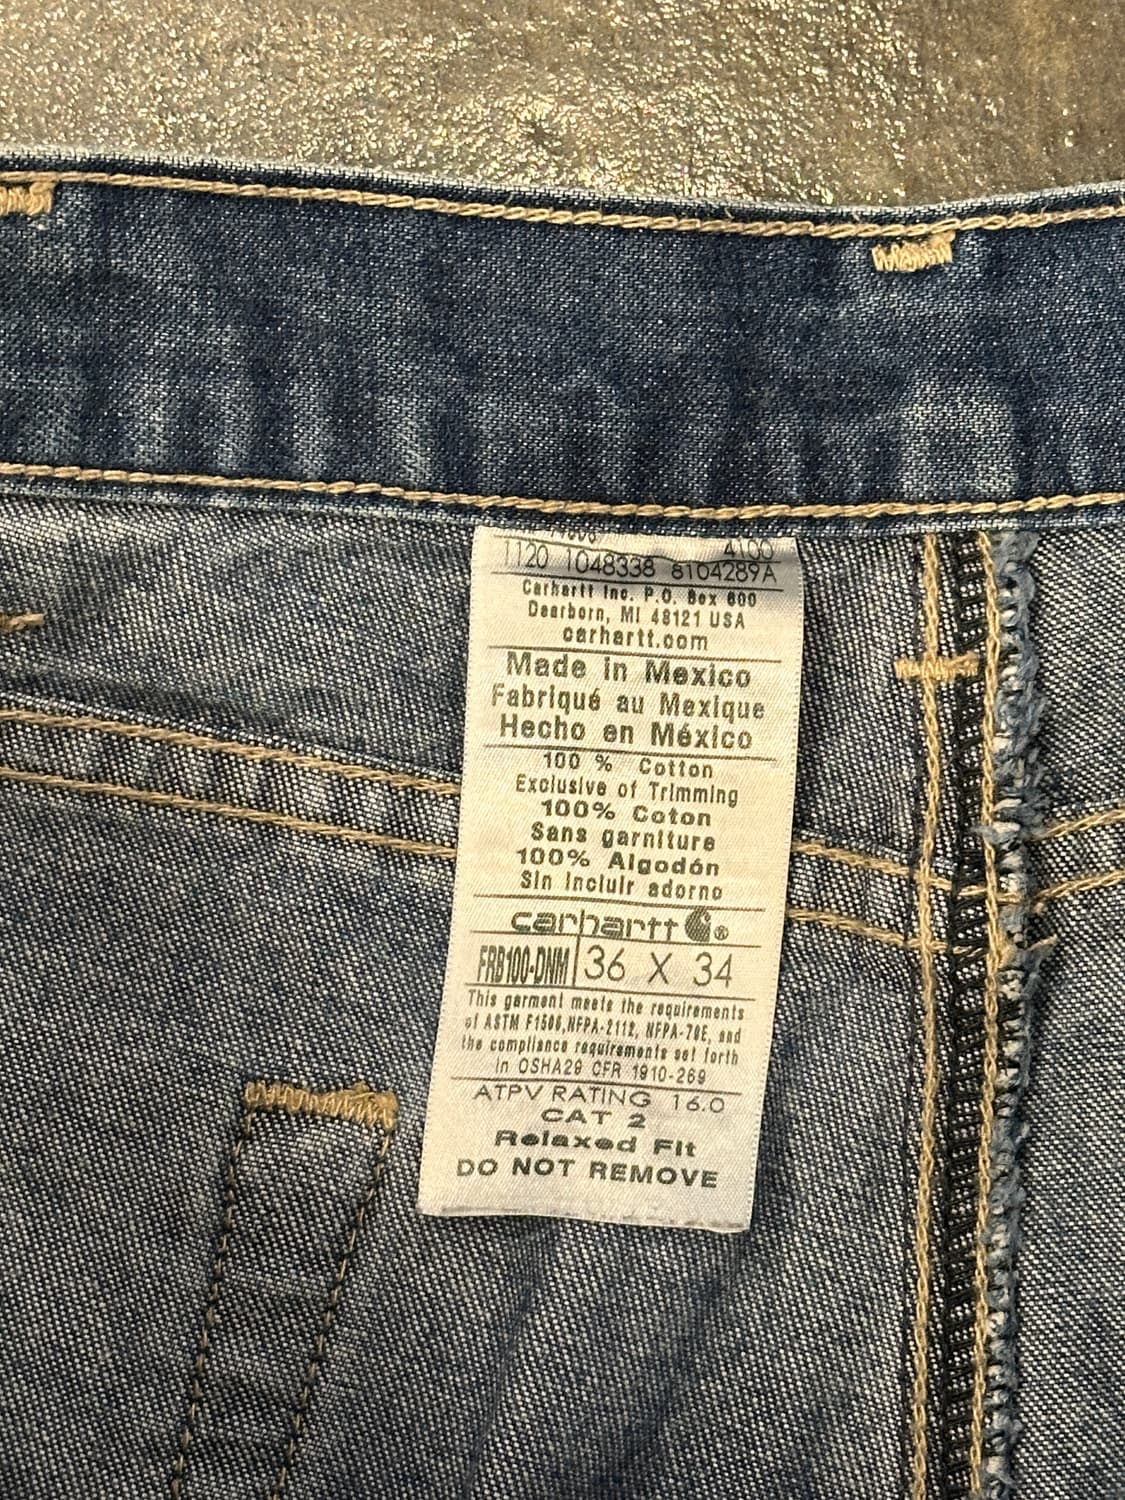 4100
1120 1048338 8104289A
Carhartt Inc. P.O. Box 600
Dearborn, MI 48121 USA
carhartt.com
Made in Mexico
Fabriqué au Mexique
Hecho en México
100 % Cotton
Exclusive of Trimming
100% Coton
Sans garniture
100% Algodón
Sin incluir adorno
carhartt ®
FRB100-DNM 36 X 34
This garment meets the requirements
of ASTM F1506, NFPA-2112, NFPA-70E, and
the compliance requirements set forth
in OSHA29 CFR 1910-269
ATPV RATING 16.0
CAT 2
Relaxed Fit
DO NOT REMOVE